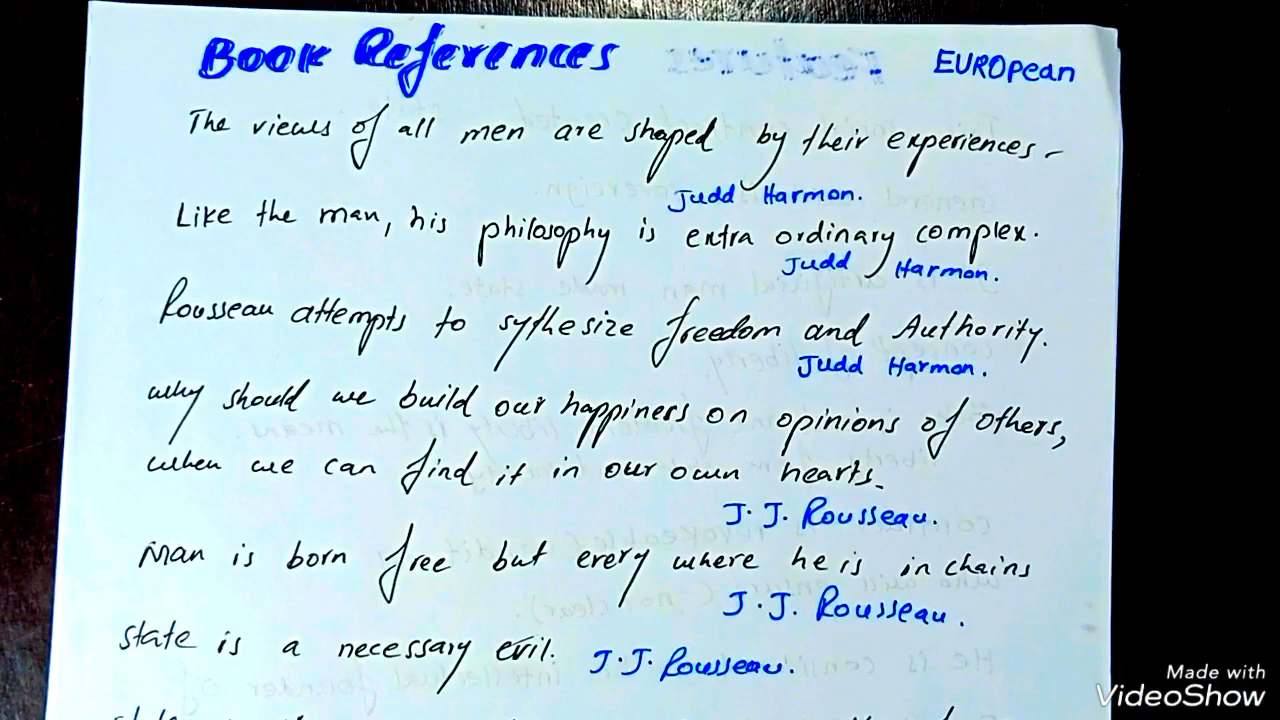 Book References
EUROPean
The views of all men are shaped by their experiences -
Judd Harmon.
Like the man, his philosophy is extra ordinary complex.
Judd Harmon.
Rousseau attempts to sythesize freedom and Authority.
Judd Harmon.
why should we build our happiness on opinions of others,
when we can find it in our own hearts.
J. J. Rousseau.
Man is born free but every where he is in chains
J. J. Rousseau.
state is a necessary evil. J. J. Rousseau.
Made with
VideoShow